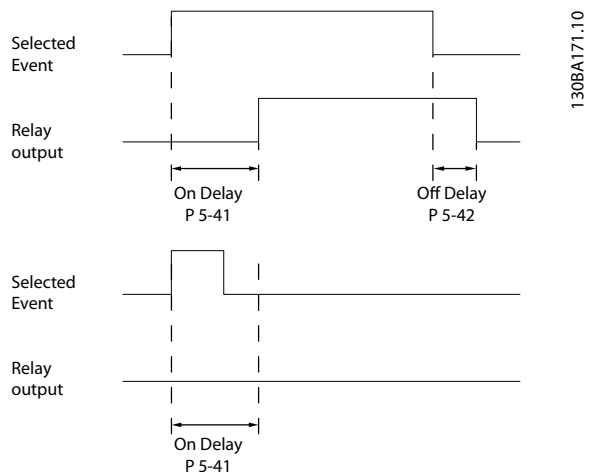 Selected
Event
130BA171.10
Relay
output
On Delay
P 5-41
Off Delay
P 5-42
Selected
Event
Relay
output
On Delay
P 5-41